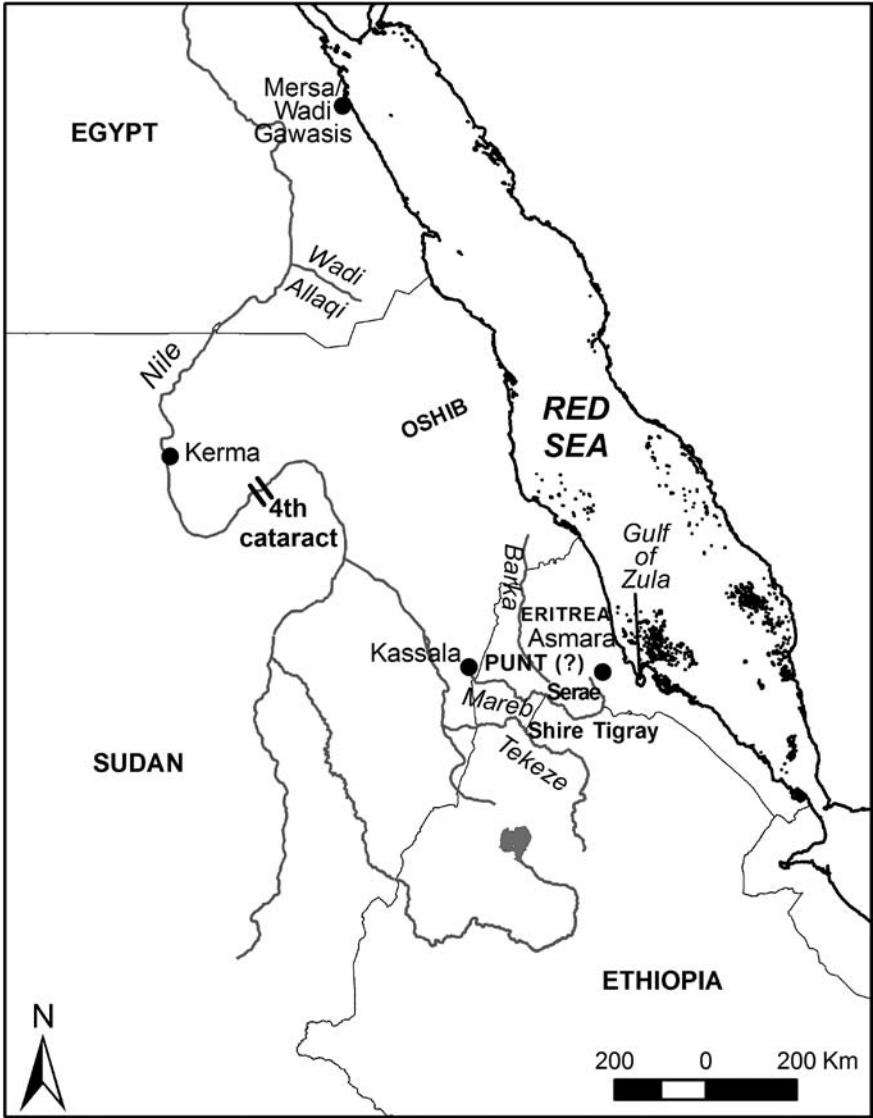 Mersa/
Wadi
Gawasis
EGYPT
Wadi
Allaqi
Nile
OSHIB
RED
SEA
Kerma
4th
cataract
Gulf
of
Zula
Barka
ERITREA
Asmara
Kassala
PUNT (?)
Serae
Mareb
Shire Tigray
SUDAN
Tekeze
ETHIOPIA
N
200 0 200 Km